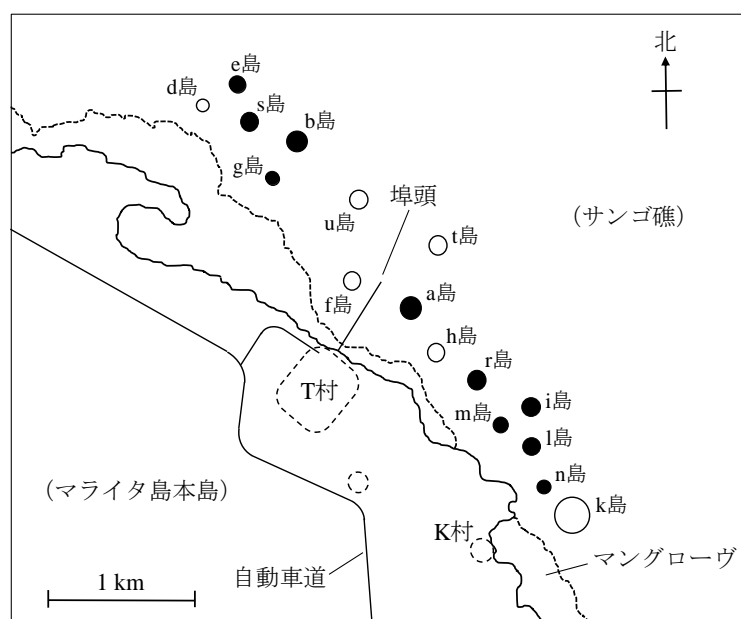 北
e島
d島
s島
b島
g島
埠頭
u島
t島
(サンゴ礁)
f島
a島
h島
r島
T村
i島
m島
l島
n島
(マライタ島本島)
k島
K村
自動車道
マングローヴ
1 km